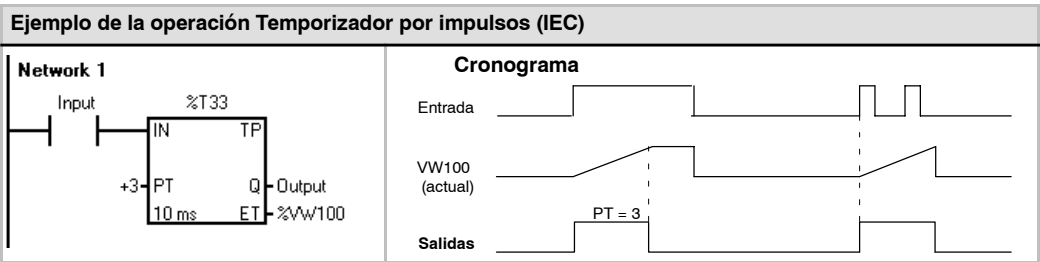 Ejemplo de la operación Temporizador por impulsos (IEC)
Network 1
Input
%T33
IN
TP
+3
PT
Q
Output
10 ms
ET
%VW100
Cronograma
Entrada
VW100
(actual)
PT = 3
Salidas